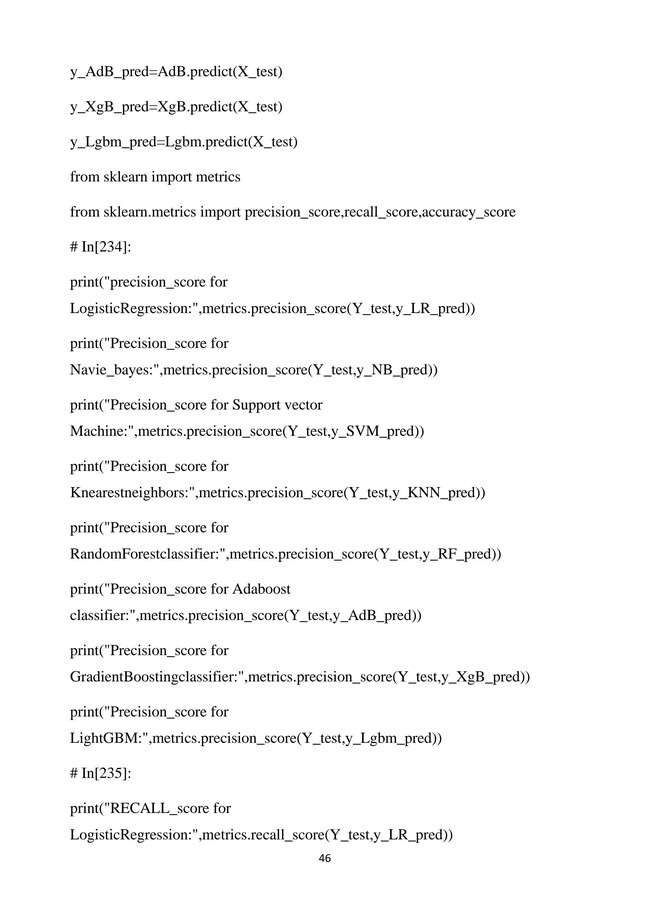 y_AdB_pred=AdB.predict(X_test)
y_XgB_pred=XgB.predict(X_test)
y_Lgbm_pred=Lgbm.predict(X_test)
from sklearn import metrics
from sklearn.metrics import precision_score,recall_score,accuracy_score
# In[234]:
print("precision_score for
LogisticRegression:",metrics.precision_score(Y_test,y_LR_pred))
print("Precision_score for
Navie_bayes:",metrics.precision_score(Y_test,y_NB_pred))
print("Precision_score for Support vector
Machine:",metrics.precision_score(Y_test,y_SVM_pred))
print("Precision_score for
Knearestneighbors:",metrics.precision_score(Y_test,y_KNN_pred))
print("Precision_score for
RandomForestclassifier:",metrics.precision_score(Y_test,y_RF_pred))
print("Precision_score for Adaboost
classifier:",metrics.precision_score(Y_test,y_AdB_pred))
print("Precision_score for
GradientBoostingclassifier:",metrics.precision_score(Y_test,y_XgB_pred))
print("Precision_score for
LightGBM:",metrics.precision_score(Y_test,y_Lgbm_pred))
# In[235]:
print("RECALL_score for
LogisticRegression:",metrics.recall_score(Y_test,y_LR_pred))
46